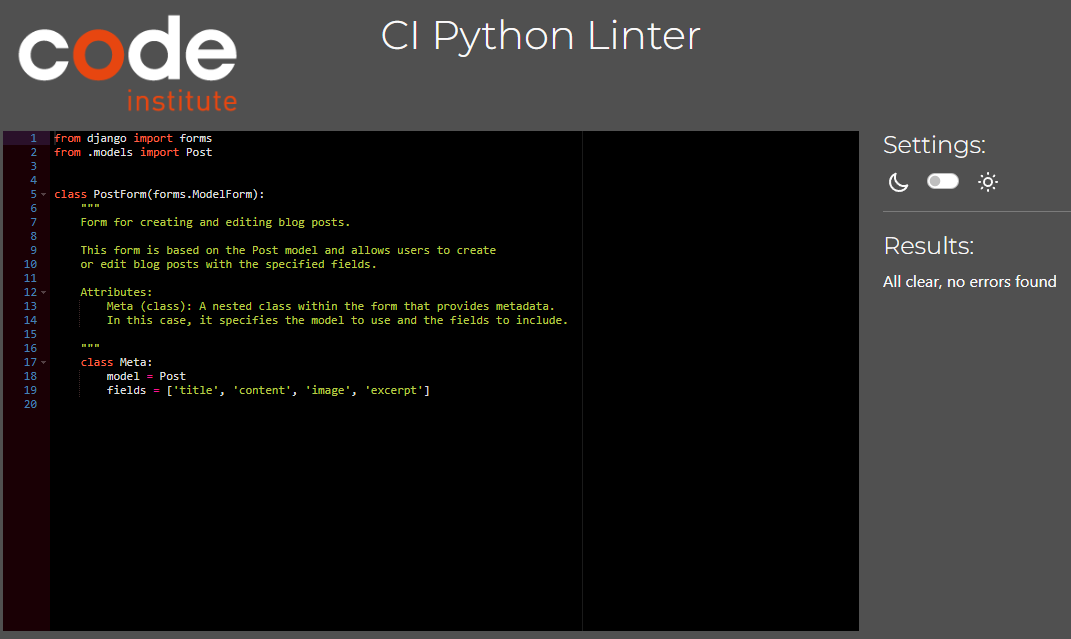 code
institute
CI Python Linter
1 from django import forms
2 from .models import Post
3
4
5 class PostForm(forms.ModelForm):
6     """
7     Form for creating and editing blog posts.
8
9     This form is based on the Post model and allows users to create
10     or edit blog posts with the specified fields.
11
12     Attributes:
13         Meta (class): A nested class within the form that provides metadata.
14         In this case, it specifies the model to use and the fields to include.
15
16     """
17     class Meta:
18         model = Post
19         fields = ['title', 'content', 'image', 'excerpt']
20
Settings:
Results:
All clear, no errors found